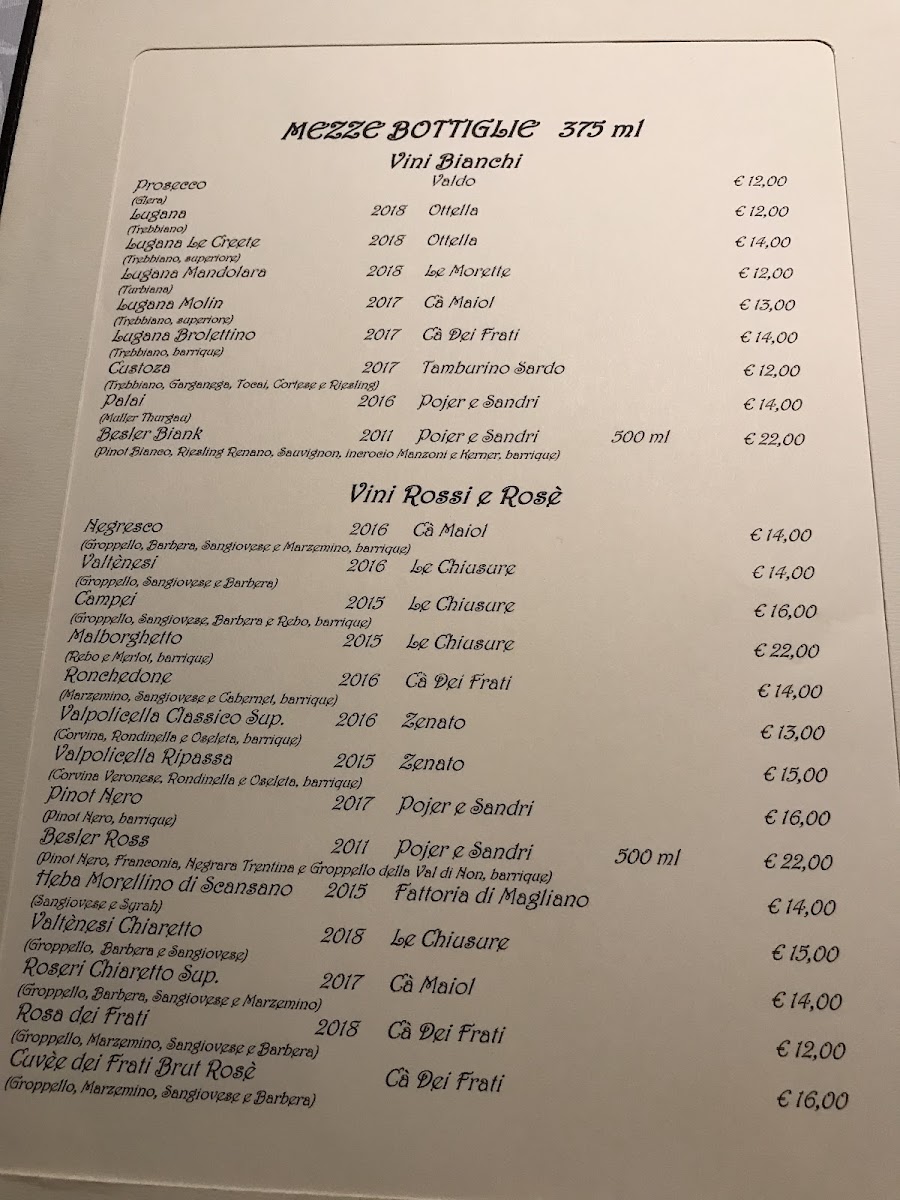 MEZZE BOTTIGLIE 375 ml
Vini Bianchi
Prosecco Valdo € 12,00
(Glera)
Lugana 2018 Ottella € 12,00
(Trebbiano)
Lugana Le Creete 2018 Ottella € 14,00
(Trebbiano, superiore)
Lugana Mandolara 2018 Le Morette € 12,00
(Turbiana)
Lugana Molin 2017 Cà Maiol € 13,00
(Trebbiano, superiore)
Lugana Brolettino 2017 Cà Dei Frati € 14,00
(Trebbiano, barrique)
Custoza 2017 Tamburino Sardo € 12,00
(Trebbiano, Garganega, Tocai, Cortese e Riesling)
Palai 2016 Pojer e Sandri € 14,00
(Muller Thurgau)
Besler Biank 2011 Pojer e Sandri 500 ml € 22,00
(Pinot Bianco, Riesling Renano, Sauvignon, incrocio Manzoni e Kerner, barrique)
Vini Rossi e Rosè
Negresco 2016 Cà Maiol € 14,00
(Groppello, Barbera, Sangiovese e Marzemino, barrique)
Valtènesi 2016 Le Chiusure € 14,00
(Groppello, Sangiovese e Barbera)
Campei 2015 Le Chiusure € 16,00
(Groppello, Sangiovese, Barbera e Rebo, barrique)
Malborghetto 2015 Le Chiusure € 22,00
(Rebo e Merlot, barrique)
Ronchedone 2016 Cà Dei Frati € 14,00
(Marzemino, Sangiovese e Cabernet, barrique)
Valpolicella Classico Sup. 2016 Zenato € 13,00
(Corvina, Rondinella e Oseleta, barrique)
Valpolicella Ripassa 2015 Zenato € 15,00
(Corvina Veronese, Rondinella e Oseleta, barrique)
Pinot Nero 2017 Pojer e Sandri € 16,00
(Pinot Nero, barrique)
Besler Ross 2011 Pojer e Sandri 500 ml € 22,00
(Pinot Nero, Franconia, Negrara Trentina e Groppello della Val di Non, barrique)
Heba Morellino di Scansano 2015 Fattoria di Magliano € 14,00
(Sangiovese e Syrah)
Valtènesi Chiaretto 2018 Le Chiusure € 15,00
(Groppello, Barbera e Sangiovese)
Roseri Chiaretto Sup. 2017 Cà Maiol € 14,00
(Groppello, Barbera, Sangiovese e Marzemino)
Rosa dei Frati 2018 Cà Dei Frati € 12,00
(Groppello, Marzemino, Sangiovese e Barbera)
Cuvèe dei Frati Brut Rosè Cà Dei Frati € 16,00
(Groppello, Marzemino, Sangiovese e Barbera)